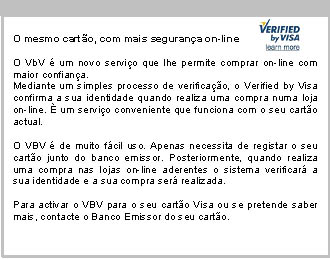 VERIFIED
by VISA
learn more
O mesmo cartão, com mais segurança on-line
O VbV é um novo serviço que lhe permite comprar on-line com
maior confiança.
Mediante um simples processo de verificação, o Verified by Visa
confirma a sua identidade quando realiza uma compra numa loja
on-line. È um serviço conveniente que funciona com o seu cartão
actual.
O VBV é de muito fácil uso. Apenas necessita de registar o seu
cartão junto do banco emissor. Posteriormente, quando realiza
uma compra nas lojas on-line aderentes o sistema verificará a
sua identidade e a sua compra será realizada.
Para activar o VBV para o seu cartão Visa ou se pretende saber
mais, contacte o Banco Emissor do seu cartão.